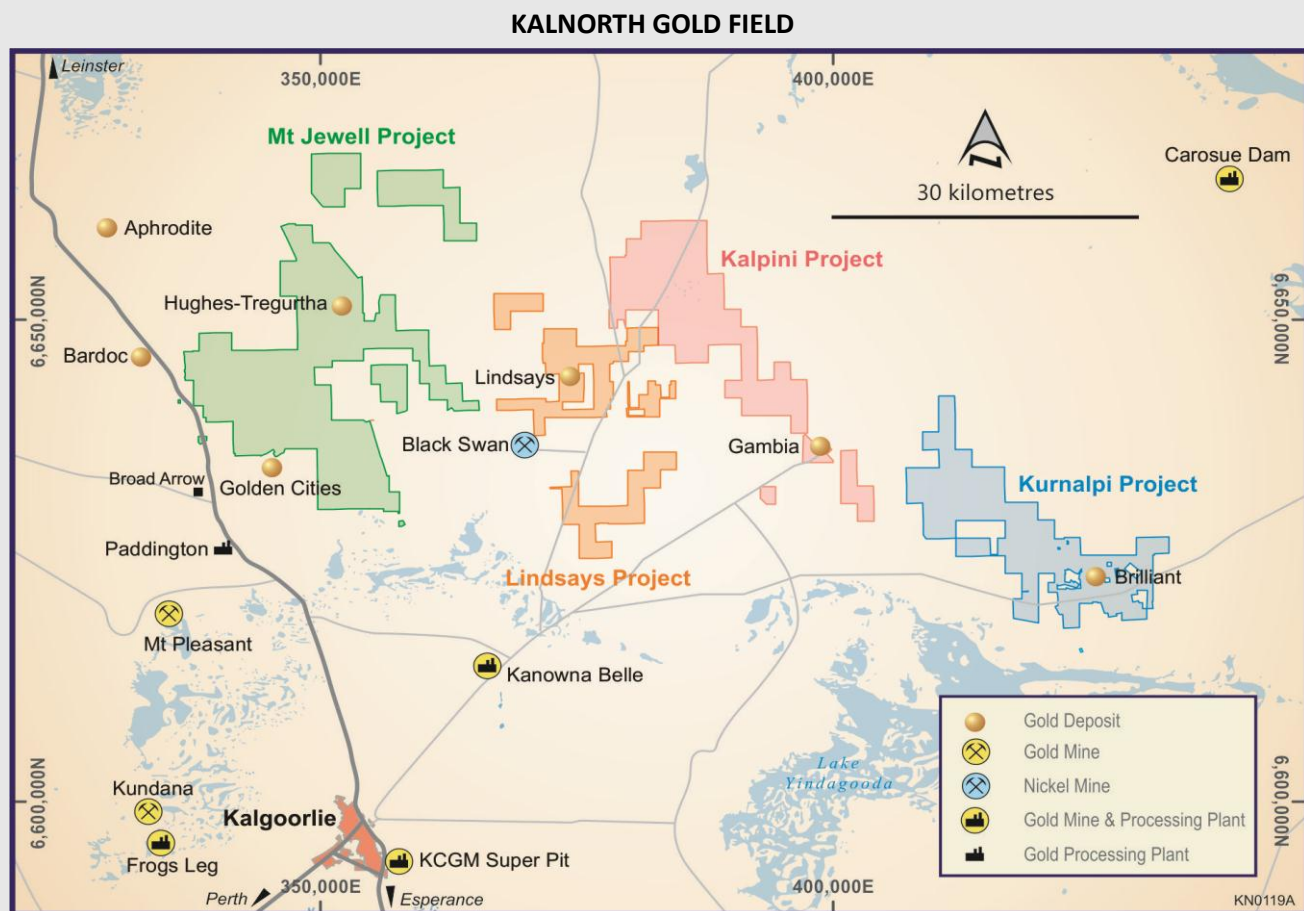 KALNORTH GOLD FIELD
Leinster
350,000E
400,000E
Mt Jewell Project
Carosue Dam
N
30 kilometres
Aphrodite
Kalpini Project
Hughes-Tregurtha
6,650,000N
6,650,000N
Bardoc
Lindsays
Black Swan
Gambia
Broad Arrow
Golden Cities
Kurnalpi Project
Paddington
Lindsays Project
Brilliant
Mt Pleasant
Kanowna Belle
Gold Deposit
Gold Mine
Nickel Mine
Gold Mine & Processing Plant
Gold Processing Plant
Lake
Yindagooda
6,600,000N
6,600,000N
Kundana
Kalgoorlie
Frogs Leg
KCGM Super Pit
350,000E
400,000E
Perth
Esperance
KN0119A